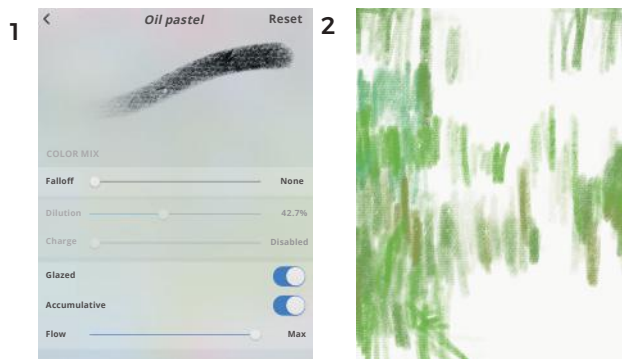 1
2
Oil pastel Reset
COLOR MIX
Falloff None
Dilution 42.7%
Charge Disabled
Glazed
Accumulative
Flow Max